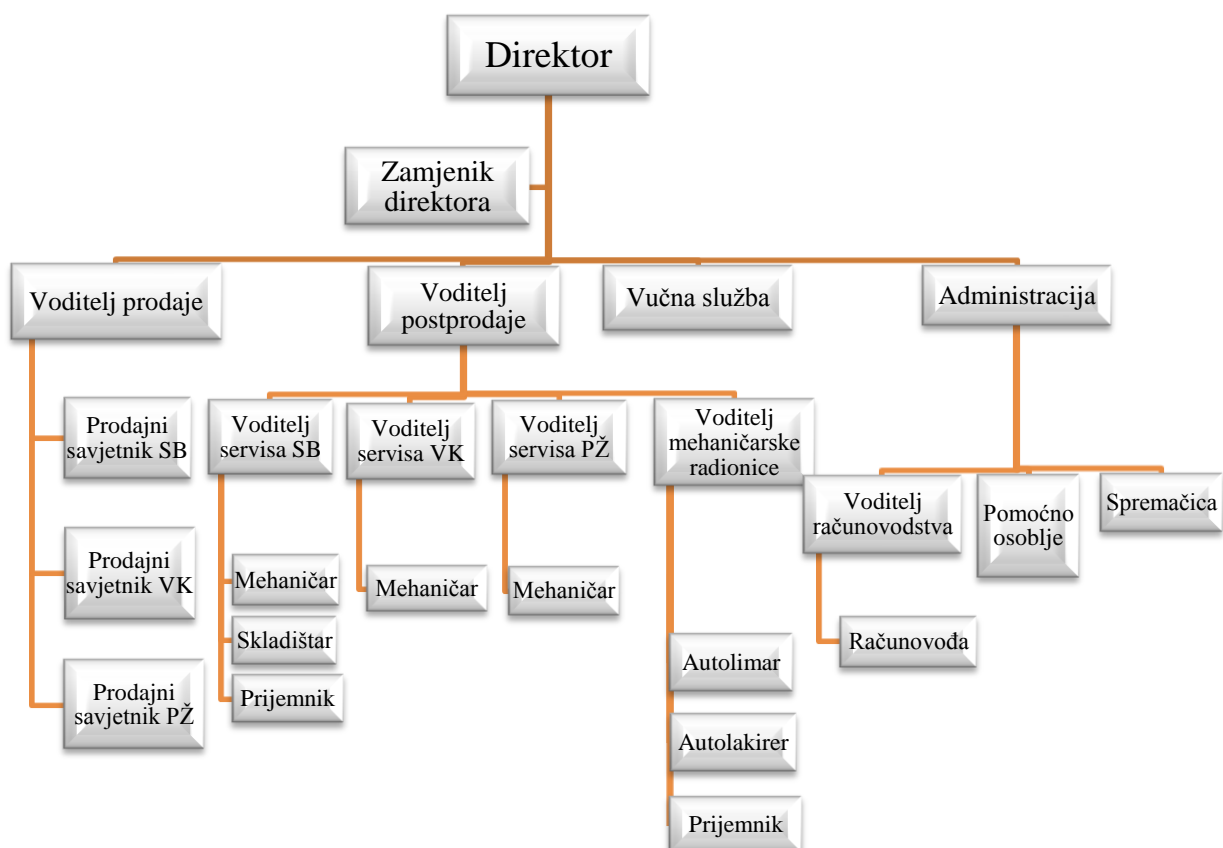 Direktor
Zamjenik
direktora
Voditelj prodaje
Voditelj
postprodaje
Vučna služba
Administracija
Prodajni
savjetnik SB
Prodajni
savjetnik VK
Prodajni
savjetnik PŽ
Voditelj
servisa SB
Mehaničar
Skladištar
Prijemnik
Voditelj
servisa VK
Mehaničar
Voditelj
servisa PŽ
Mehaničar
Voditelj
mehaničarske
radionice
Autolimar
Autolakirer
Prijemnik
Voditelj
računovodstva
Računovođa
Pomoćno
osoblje
Spremačica